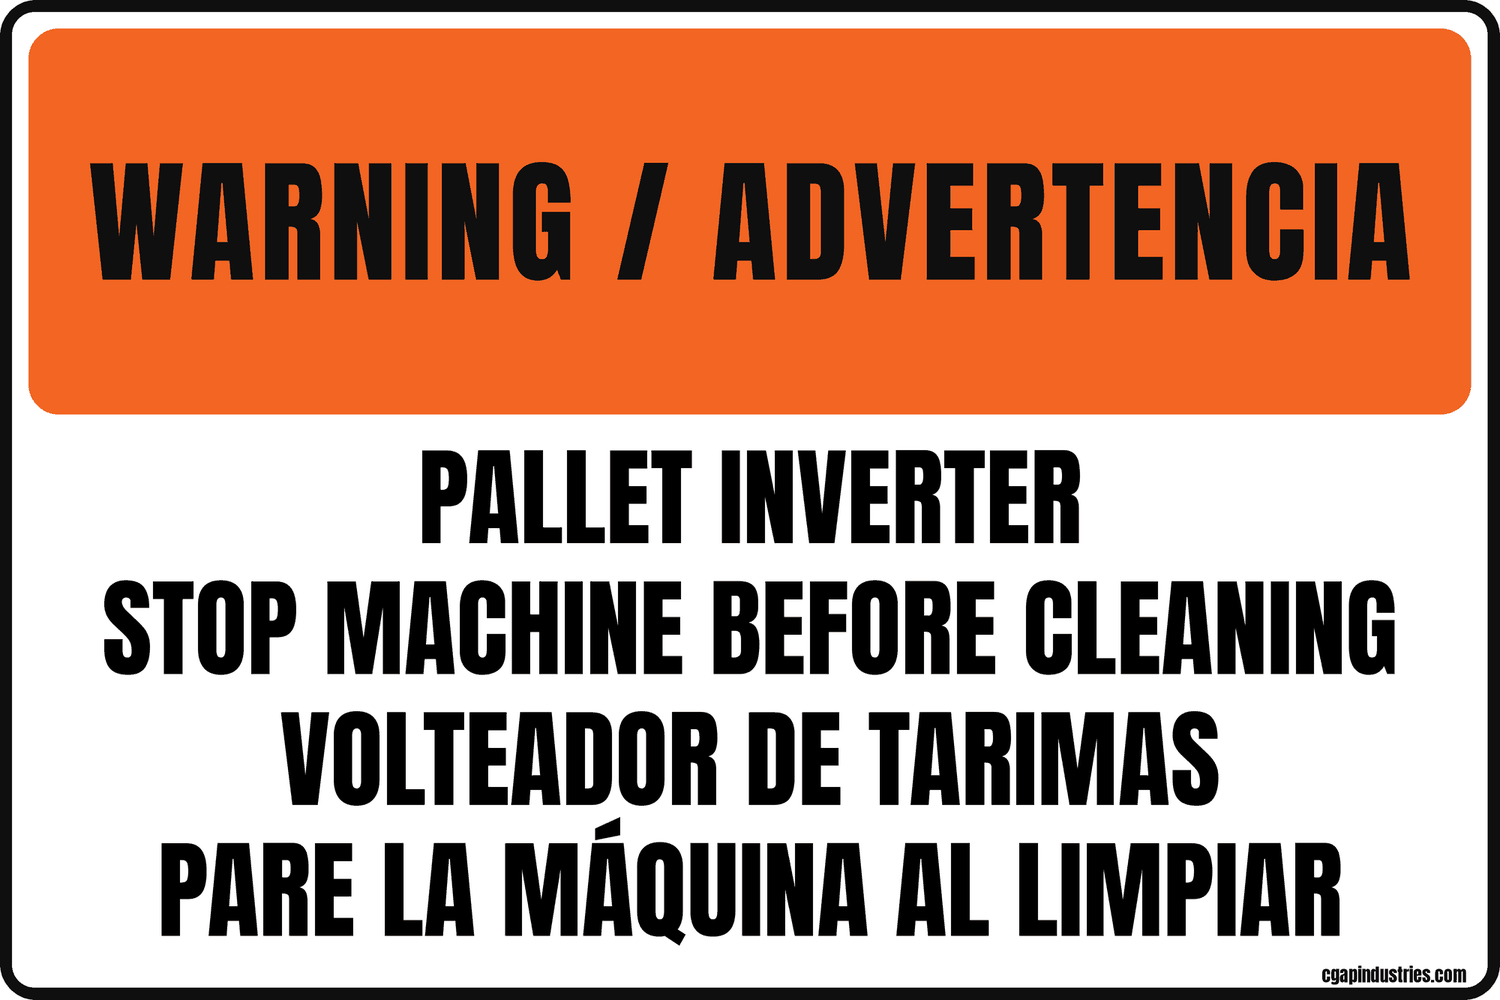 WARNING / ADVERTENCIA
PALLET INVERTER
STOP MACHINE BEFORE CLEANING
VOLTEADOR DE TARIMAS
PARE LA MÁQUINA AL LIMPIAR
cgapindustries.com